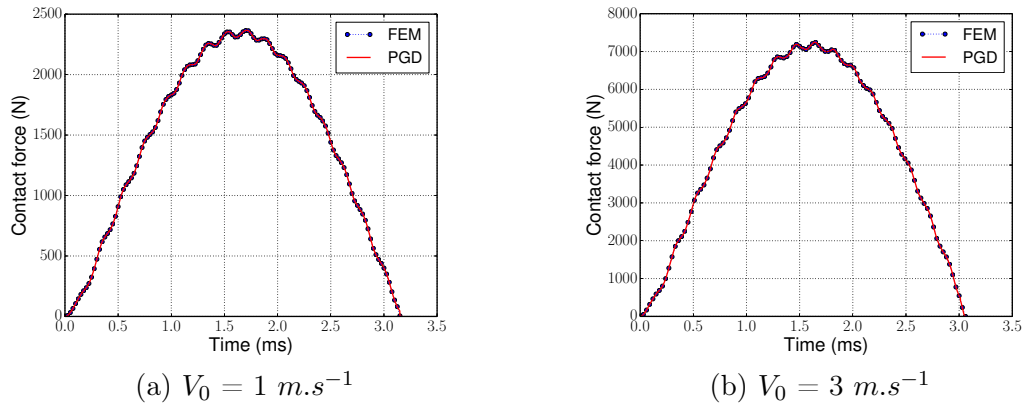 2500
2000
1500
1000
500
0
Contact force (N)
FEM
PGD
0.0 0.5 1.0 1.5 2.0 2.5 3.0 3.5
Time (ms)
(a) V₀ = 1 m.s⁻¹
8000
7000
6000
5000
4000
3000
2000
1000
0
Contact force (N)
FEM
PGD
0.0 0.5 1.0 1.5 2.0 2.5 3.0 3.5
Time (ms)
(b) V₀ = 3 m.s⁻¹